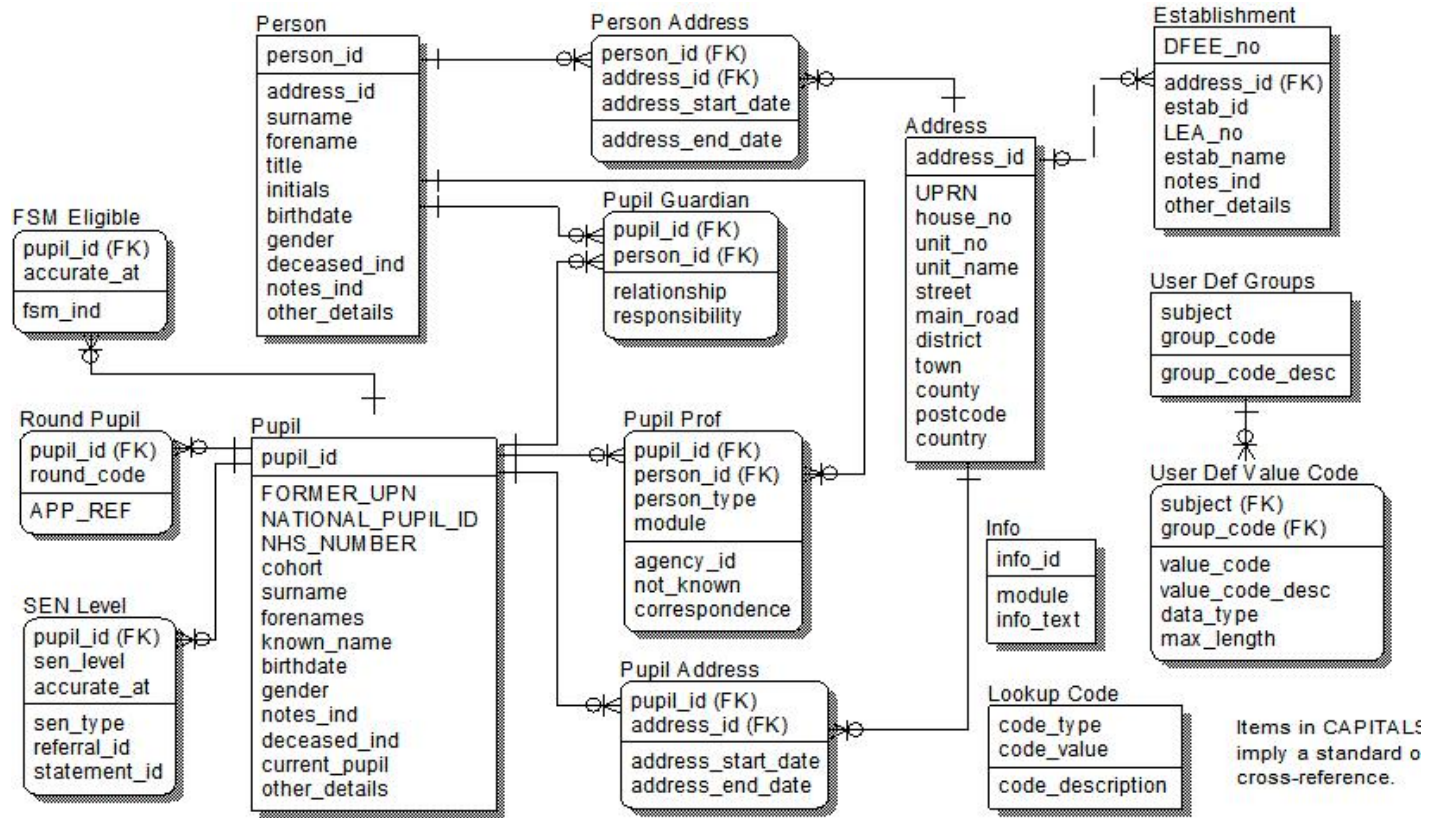 Person
person_id
address_id
surname
forename
title
initials
birthdate
gender
deceased_ind
notes_ind
other_details
Person Address
person_id (FK)
address_id (FK)
address_start_date
address_end_date
Establishment
DFEE_no
address_id (FK)
estab_id
LEA_no
estab_name
notes_ind
other_details
Address
address_id
UPRN
house_no
unit_no
unit_name
street
main_road
district
town
county
postcode
country
FSM Eligible
pupil_id (FK)
accurate_at
fsm_ind
Pupil Guardian
pupil_id (FK)
person_id (FK)
relationship
responsibility
User Def Groups
subject
group_code
group_code_desc
Round Pupil
pupil_id (FK)
round_code
APP_REF
Pupil
pupil_id
FORMER_UPN
NATIONAL_PUPIL_ID
NHS_NUMBER
cohort
surname
forenames
known_name
birthdate
gender
notes_ind
deceased_ind
current_pupil
other_details
Pupil Prof
pupil_id (FK)
person_id (FK)
person_type
module
agency_id
not_known
correspondence
User Def Value Code
subject (FK)
group_code (FK)
value_code
value_code_desc
data_type
max_length
Info
info_id
module
info_text
SEN Level
pupil_id (FK)
sen_level
accurate_at
sen_type
referral_id
statement_id
Pupil Address
pupil_id (FK)
address_id (FK)
address_start_date
address_end_date
Lookup Code
code_type
code_value
code_description
Items in CAPITALS
imply a standard o
cross-reference.